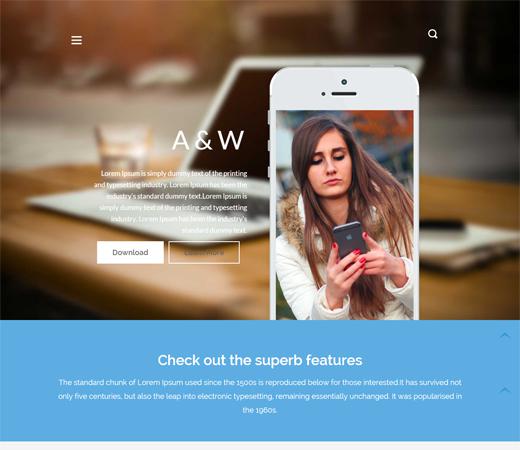 A & W
Lorem Ipsum is simply dummy text of the printing
and typesetting industry. Lorem Ipsum has been the
industry's standard dummy text.Lorem Ipsum is
simply dummy text of the printing and typesetting
industry. Lorem Ipsum has been the industry's
standard dummy text.
Download Learn More
Check out the superb features
The standard chunk of Lorem Ipsum used since the 1500s is reproduced below for those interested.It has survived not
only five centuries, but also the leap into electronic typesetting, remaining essentially unchanged. It was popularised in
the 1960s.